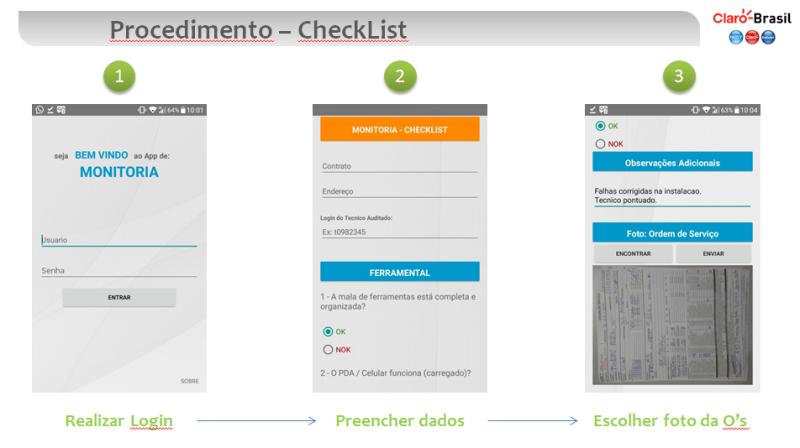 Procedimento – CheckList
Claro-Brasil
1
2
3
64% 10:01
seja BEM VINDO ao App de:
MONITORIA
Usuario
Senha
ENTRAR
SOBRE
MONITORIA - CHECKLIST
Contrato
Endereço
Login do Tecnico Auditado:
Ex: t0982345
FERRAMENTAL
1 - A mala de ferramentas está completa e
organizada?
OK
NOK
2 - O PDA / Celular funciona (carregado)?
63% 10:04
OK
NOK
Observações Adicionais
Falhas corrigidas na instalacao.
Tecnico pontuado.
Foto: Ordem de Serviço
ENCONTRAR
ENVIAR
Realizar Login
Preencher dados
Escolher foto da O’s